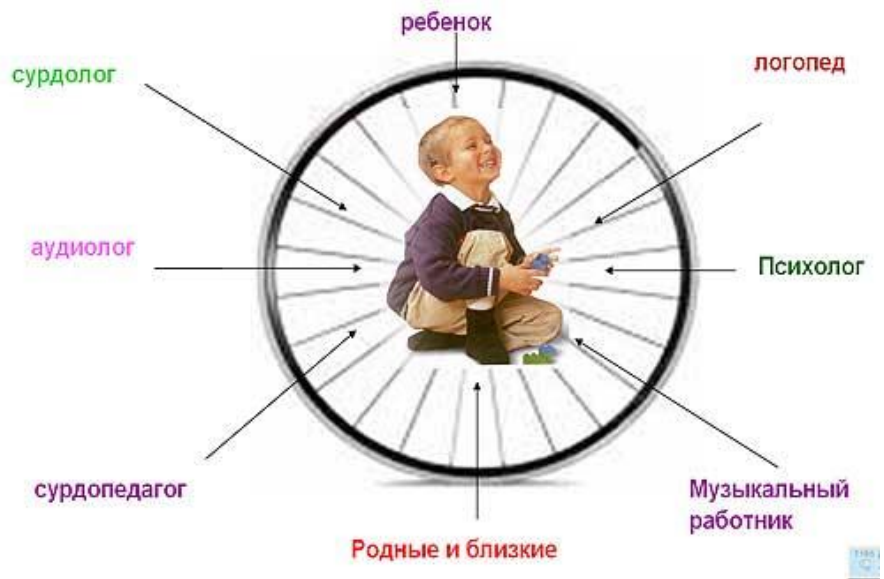 ребенок
сурдолог
логопед
аудиолог
Психолог
сурдопедагог
Музыкальный
работник
Родные и близкие